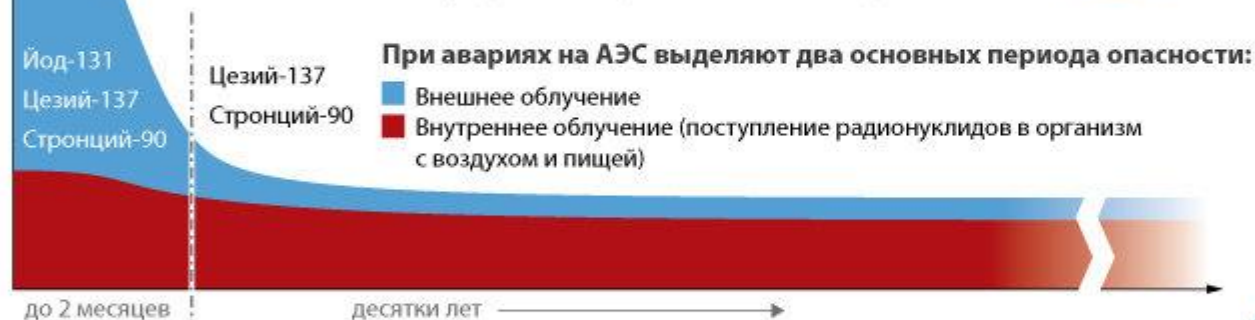 Йод-131
Цезий-137
Стронций-90
Цезий-137
Стронций-90
При авариях на АЭС выделяют два основных периода опасности:
Внешнее облучение
Внутреннее облучение (поступление радионуклидов в организм
с воздухом и пищей)
до 2 месяцев
десятки лет